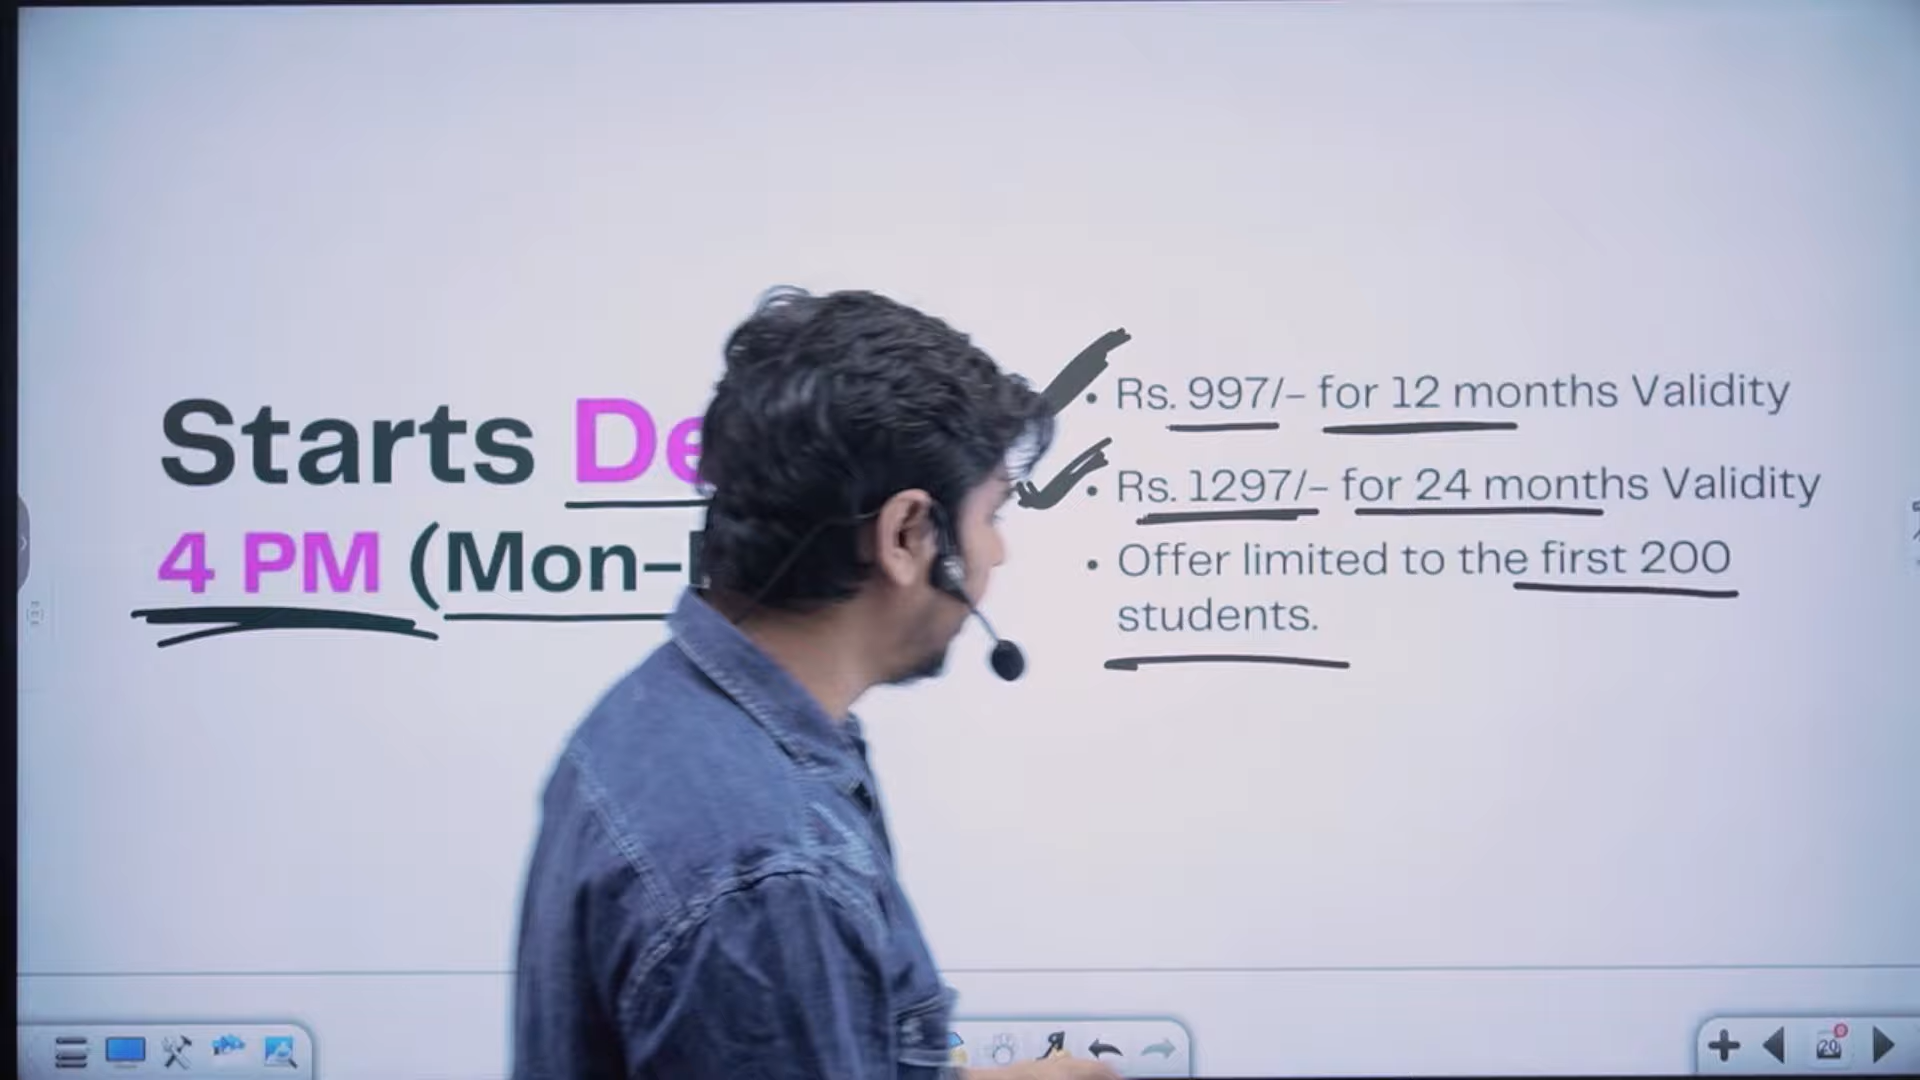 Starts
4 PM (Mon–
• Rs. 997/– for 12 months Validity
• Rs. 1297/– for 24 months Validity
• Offer limited to the first 200
students.
20